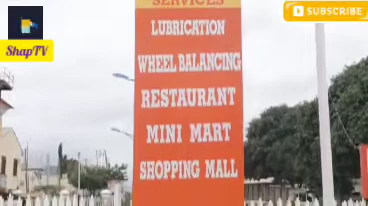 SERVICES
LUBRICATION
WHEEL BALANCING
RESTAURANT
MINI MART
SHOPPING MALL
ShapTV
SUBSCRIBE